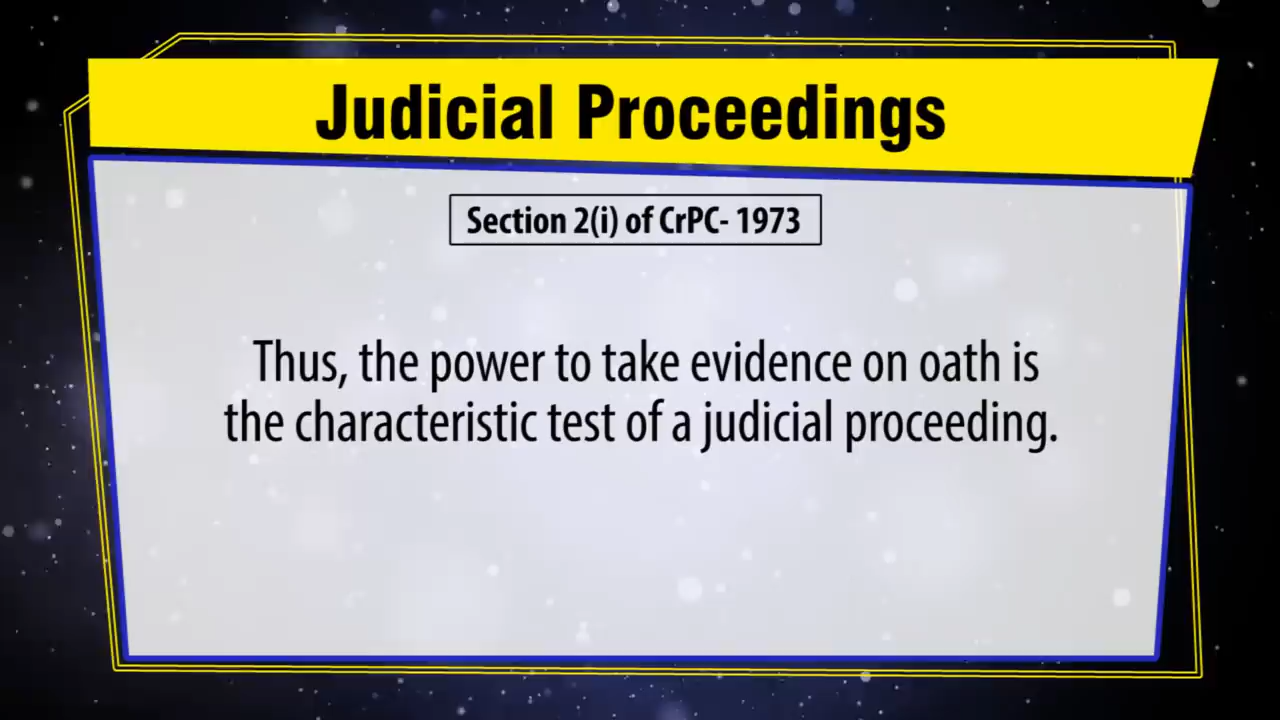 Judicial Proceedings
Section 2(i) of CrPC- 1973
Thus, the power to take evidence on oath is
the characteristic test of a judicial proceeding.